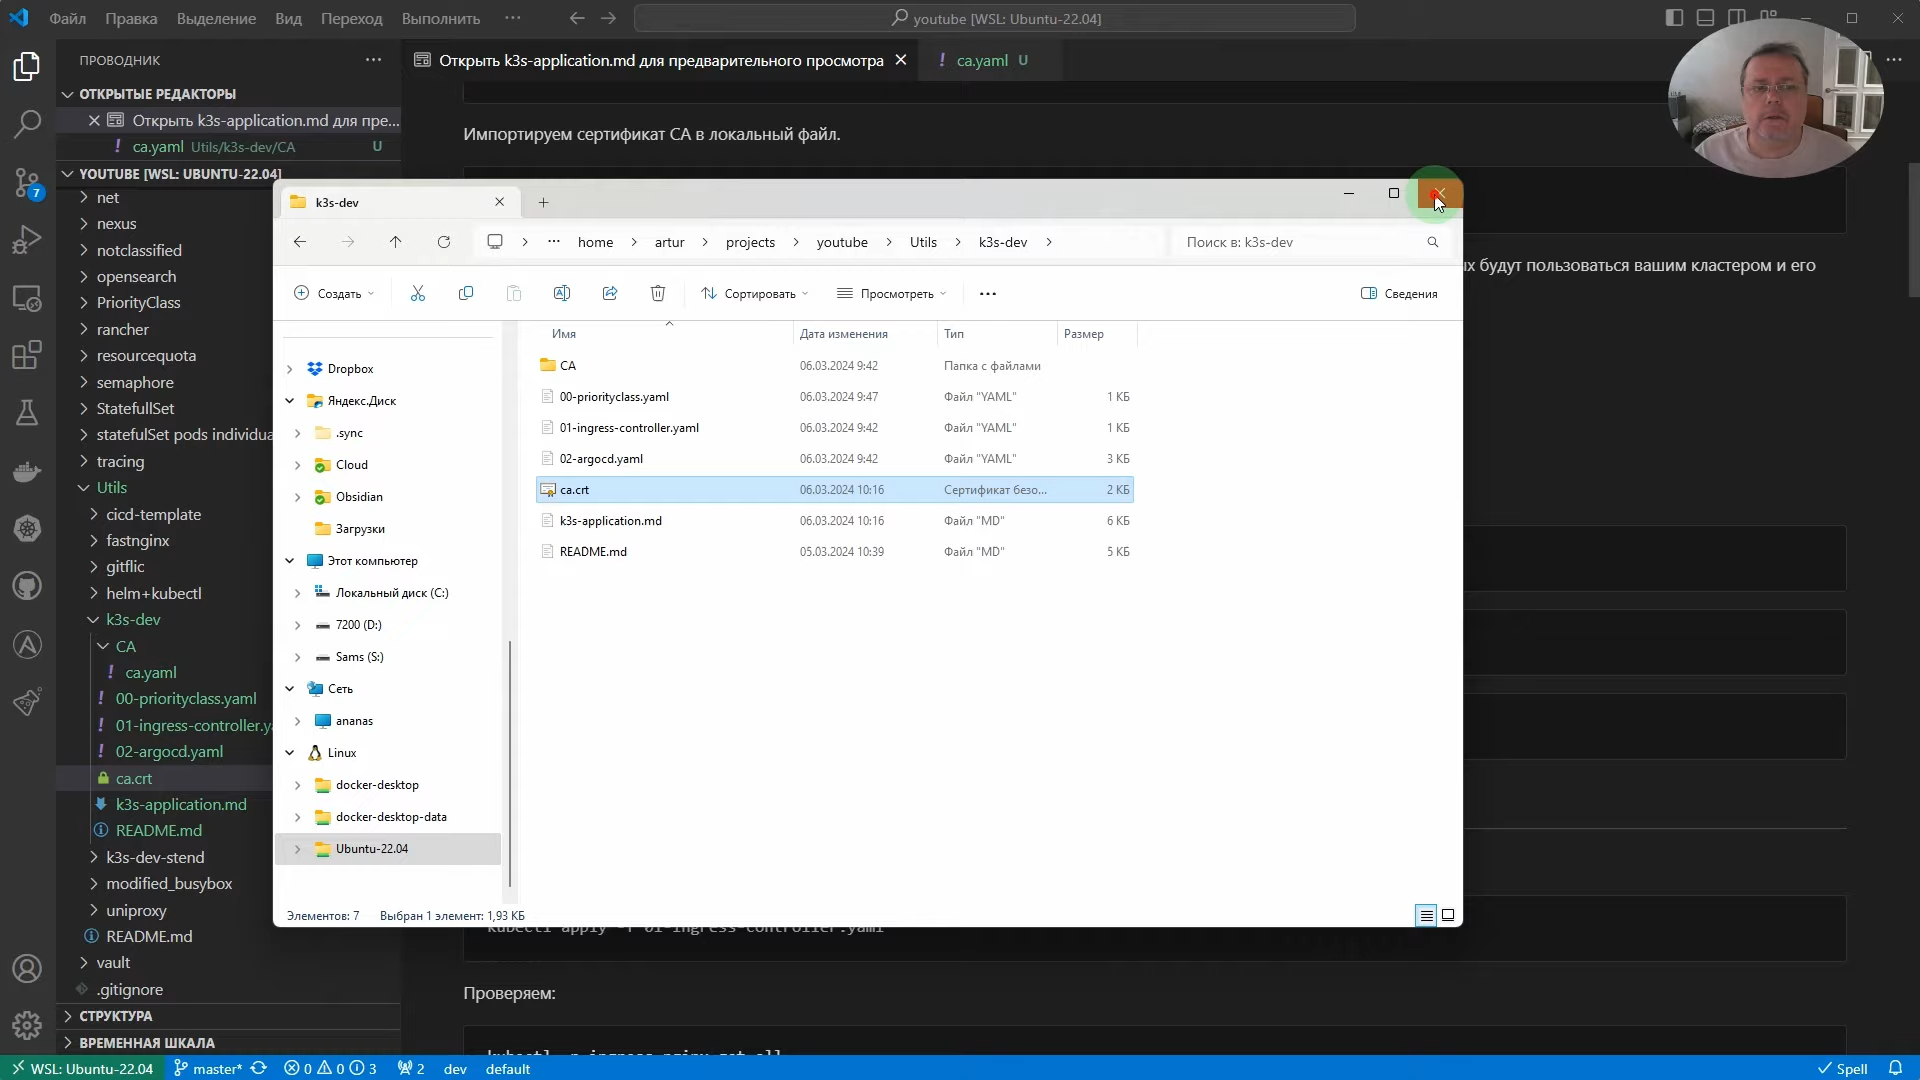 Файл Правка Выделение Вид Переход Выполнить ··· youtube [WSL: Ubuntu-22.04]
ПРОВОДНИК ···
Открыть k3s-application.md для предварительного просмотра
ca.yaml U
ОТКРЫТЫЕ РЕДАКТОРЫ
Открыть k3s-application.md для пре...
ca.yaml Utils/k3s-dev/CA U
Импортируем сертификат CA в локальный файл.
YOUTUBE [WSL: UBUNTU-22.04]
net
nexus
notclassified
opensearch
PriorityClass
rancher
resourcequota
semaphore
StatefullSet
statefulSet pods individua
tracing
Utils
cicd-template
fastnginx
gitflic
helm+kubectl
k3s-dev
CA
ca.yaml
00-priorityclass.yaml
01-ingress-controller.ya
02-argocd.yaml
ca.crt
k3s-application.md
README.md
k3s-dev-stend
modified_busybox
uniproxy
README.md
vault
.gitignore
СТРУКТУРА
ВРЕМЕННАЯ ШКАЛА
7
k3s-dev
··· home artur projects youtube Utils k3s-dev
Поиск в: k3s-dev
Создать Сортировать Просмотреть ··· Сведения
Dropbox
Яндекс.Диск
.sync
Cloud
Obsidian
Загрузки
Этот компьютер
Локальный диск (C:)
7200 (D:)
Sams (S:)
Сеть
ananas
Linux
docker-desktop
docker-desktop-data
Ubuntu-22.04
Имя Дата изменения Тип Размер
CA 06.03.2024 9:42 Папка с файлами
00-priorityclass.yaml 06.03.2024 9:47 Файл "YAML" 1 КБ
01-ingress-controller.yaml 06.03.2024 9:42 Файл "YAML" 1 КБ
02-argocd.yaml 06.03.2024 9:42 Файл "YAML" 3 КБ
ca.crt 06.03.2024 10:16 Сертификат безо... 2 КБ
k3s-application.md 06.03.2024 10:16 Файл "MD" 6 КБ
README.md 05.03.2024 10:39 Файл "MD" 5 КБ
Элементов: 7 Выбран 1 элемент: 1,93 КБ
х будут пользоваться вашим кластером и его
kubectl apply -f 01-ingress-controller.yaml
Проверяем:
WSL: Ubuntu-22.04 master* 0 0 3 2 dev default Spell